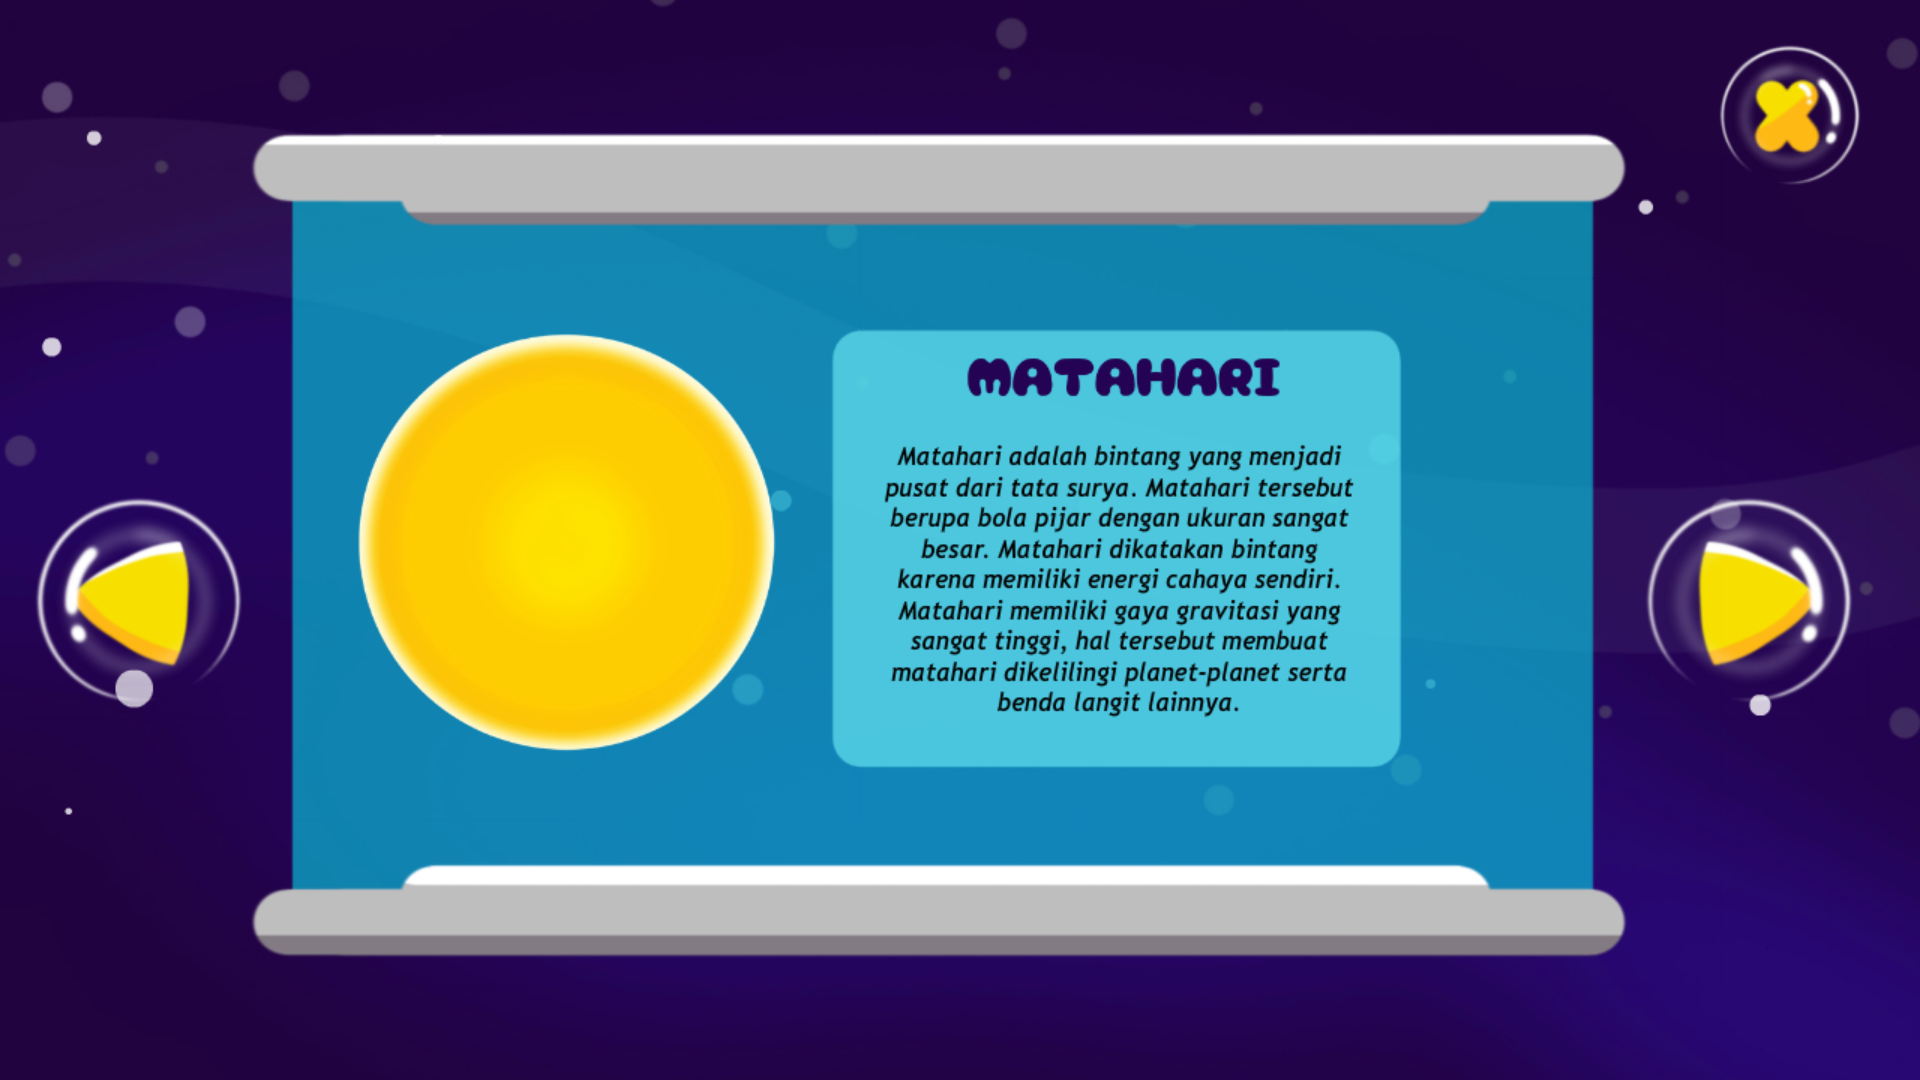 MATAHARI
Matahari adalah bintang yang menjadi
pusat dari tata surya. Matahari tersebut
berupa bola pijar dengan ukuran sangat
besar. Matahari dikatakan bintang
karena memiliki energi cahaya sendiri.
Matahari memiliki gaya gravitasi yang
sangat tinggi, hal tersebut membuat
matahari dikelilingi planet-planet serta
benda langit lainnya.